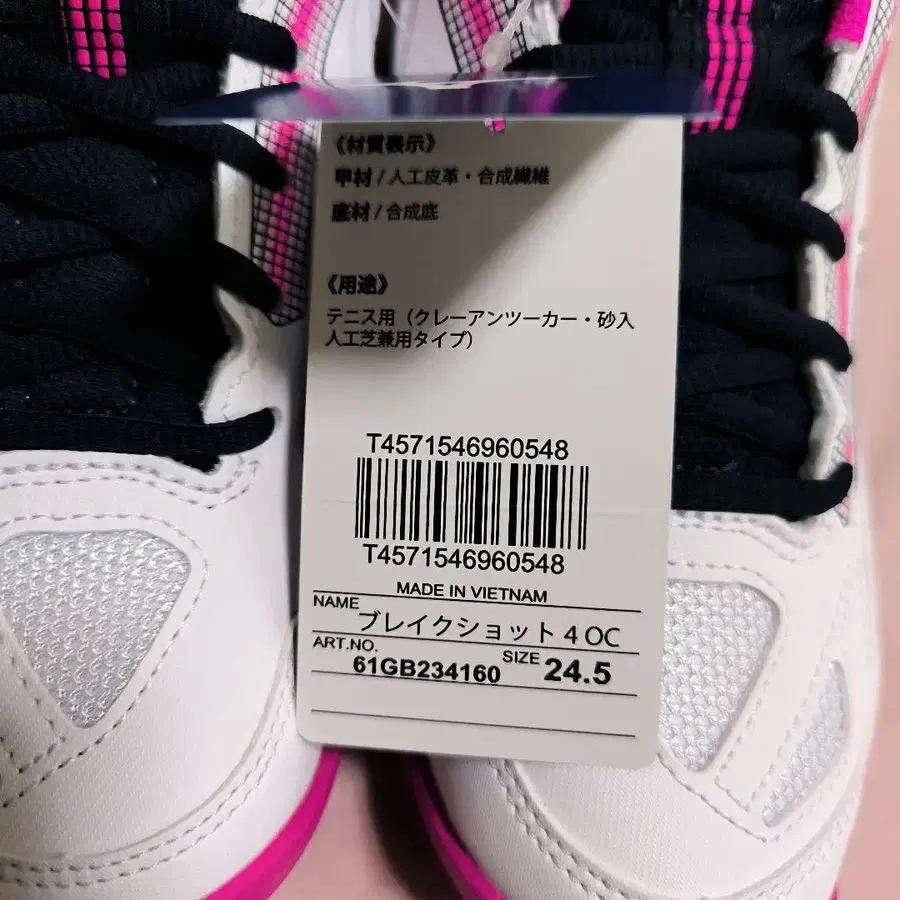 《材質表示》
甲材 / 人工皮革・合成繊維
底材 / 合成底
《用途》
テニス用（クレーアンツーカー・砂入
人工芝兼用タイプ）
T4571546960548
T4571546960548
MADE IN VIETNAM
NAME ブレイクショット 4 OC
ART.NO. 61GB234160 SIZE 24.5